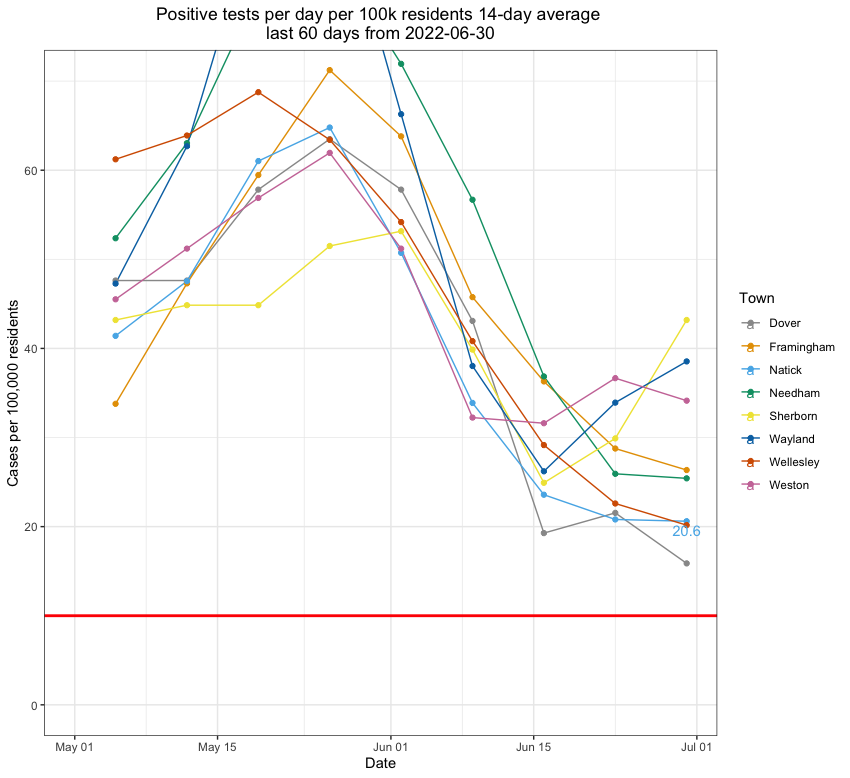 Positive tests per day per 100k residents 14-day average
last 60 days from 2022-06-30
Cases per 100,000 residents
60
40
20
0
20.6
May 01
May 15
Jun 01
Jun 15
Jul 01
Date
Town
a Dover
a Framingham
a Natick
a Needham
a Sherborn
a Wayland
a Wellesley
a Weston